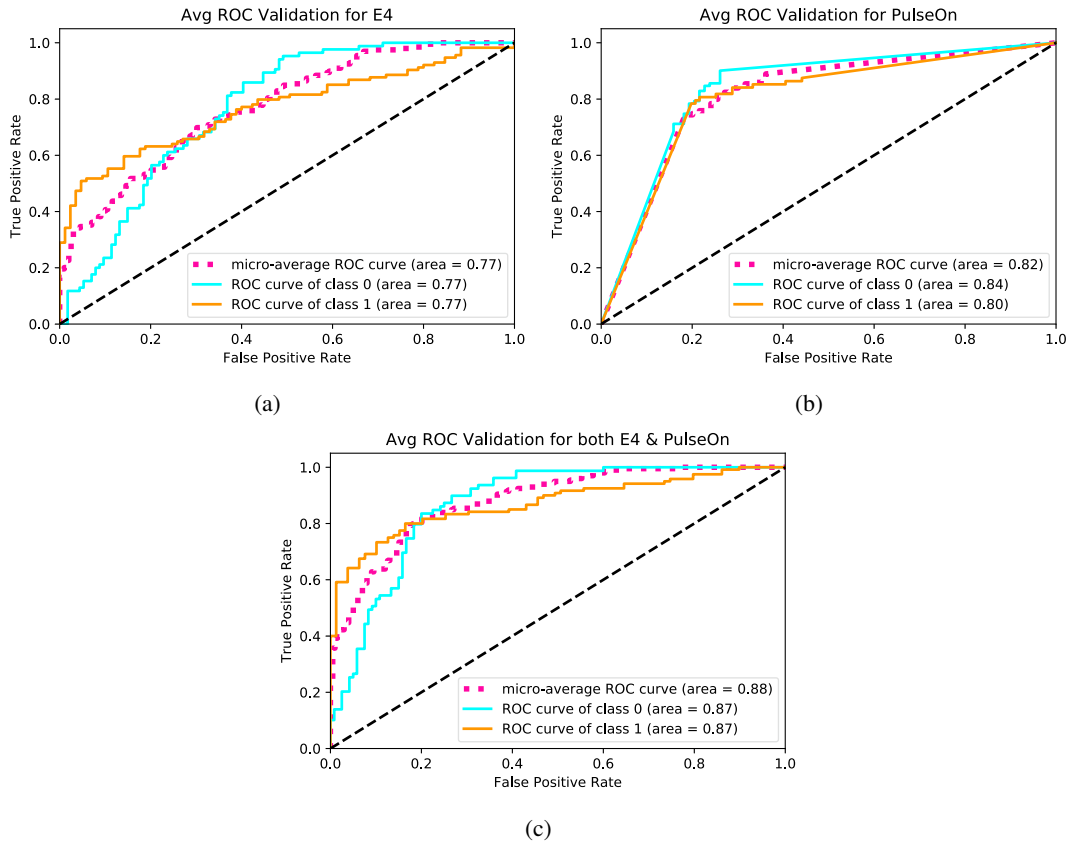 Avg ROC Validation for E4
1.0
0.8
0.6
0.4
0.2
0.0
True Positive Rate
micro-average ROC curve (area = 0.77)
ROC curve of class 0 (area = 0.77)
ROC curve of class 1 (area = 0.77)
0.0 0.2 0.4 0.6 0.8 1.0
False Positive Rate
(a)
Avg ROC Validation for PulseOn
1.0
0.8
0.6
0.4
0.2
0.0
True Positive Rate
micro-average ROC curve (area = 0.82)
ROC curve of class 0 (area = 0.84)
ROC curve of class 1 (area = 0.80)
0.0 0.2 0.4 0.6 0.8 1.0
False Positive Rate
(b)
Avg ROC Validation for both E4 & PulseOn
1.0
0.8
0.6
0.4
0.2
0.0
True Positive Rate
micro-average ROC curve (area = 0.88)
ROC curve of class 0 (area = 0.87)
ROC curve of class 1 (area = 0.87)
0.0 0.2 0.4 0.6 0.8 1.0
False Positive Rate
(c)